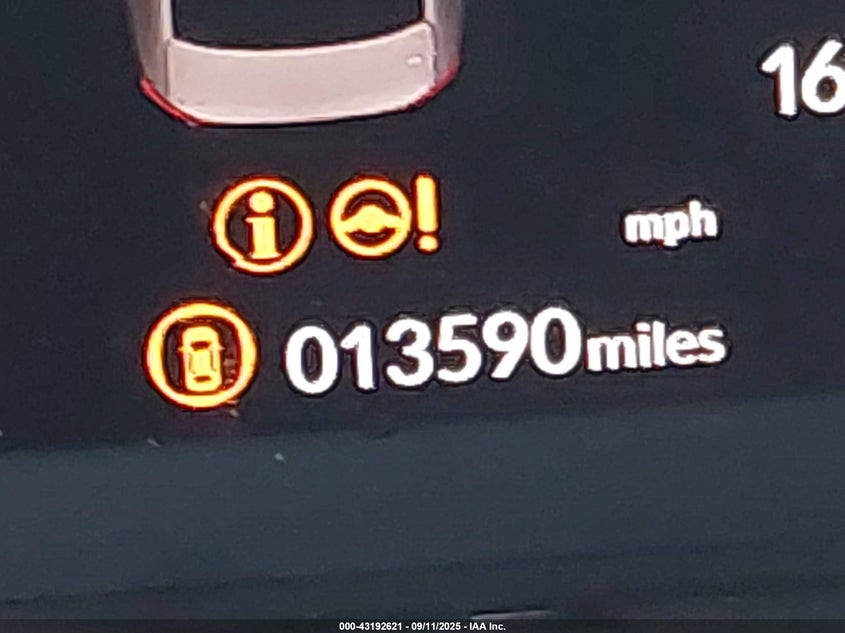 16
mph
013590miles
000-43192621 - 09/11/2025 - IAA Inc.